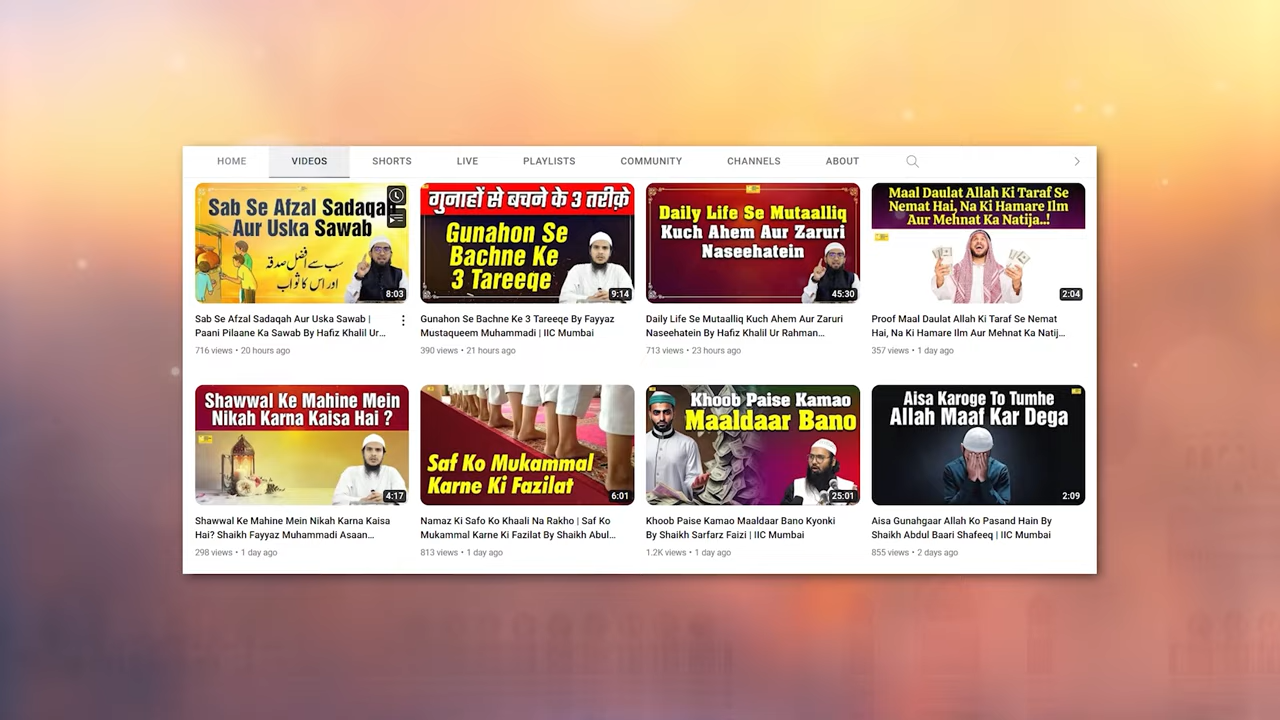 HOME VIDEOS SHORTS LIVE PLAYLISTS COMMUNITY CHANNELS ABOUT
Sab Se Afzal Sadaqah
Aur Uska Sawab
سب سے افضل صدقہ
اور اس کا ثواب
8:03
Sab Se Afzal Sadaqah Aur Uska Sawab |
Paani Pilaane Ka Sawab By Hafiz Khalil Ur...
716 views • 20 hours ago
गुनाहों से बचने के 3 तरीक़े
Gunahon Se
Bachne Ke
3 Tareeqe
9:14
Gunahon Se Bachne Ke 3 Tareeqe By Fayyaz
Mustaqueem Muhammadi | IIC Mumbai
390 views • 21 hours ago
Daily Life Se Mutaalliq
Kuch Ahem Aur Zaruri
Naseehatein
45:30
Daily Life Se Mutaalliq Kuch Ahem Aur Zaruri
Naseehatein By Hafiz Khalil Ur Rahman...
713 views • 23 hours ago
Maal Daulat Allah Ki Taraf Se
Nemat Hai, Na Ki Hamare Ilm
Aur Mehnat Ka Natija..!
2:04
Proof Maal Daulat Allah Ki Taraf Se Nemat
Hai, Na Ki Hamare Ilm Aur Mehnat Ka Natij...
357 views • 1 day ago
Shawwal Ke Mahine Mein
Nikah Karna Kaisa Hai ?
4:17
Shawwal Ke Mahine Mein Nikah Karna Kaisa
Hai? Shaikh Fayyaz Muhammadi Asaan...
298 views • 1 day ago
Saf Ko Mukammal
Karne Ki Fazilat
6:01
Namaz Ki Safo Ko Khaali Na Rakho | Saf Ko
Mukammal Karne Ki Fazilat By Shaikh Abul...
813 views • 1 day ago
Khoob Paise Kamao
Maaldaar Bano
25:01
Khoob Paise Kamao Maaldaar Bano Kyonki
By Shaikh Sarfarz Faizi | IIC Mumbai
1.2K views • 1 day ago
Aisa Karoge To Tumhe
Allah Maaf Kar Dega
2:09
Aisa Gunahgaar Allah Ko Pasand Hain By
Shaikh Abdul Baari Shafeeq | IIC Mumbai
855 views • 2 days ago